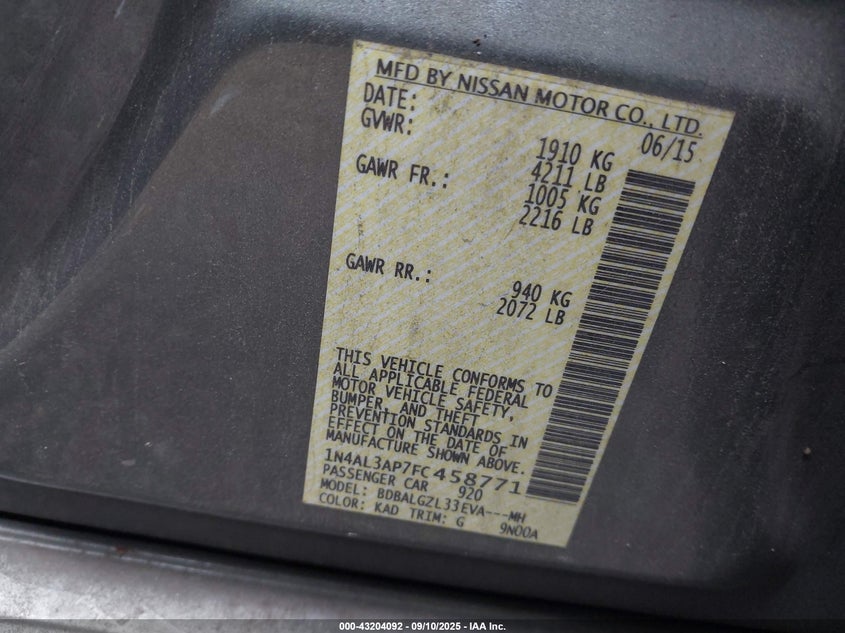 MFD BY NISSAN MOTOR CO., LTD.
DATE: 06/15
GVWR: 1910 KG
4211 LB
GAWR FR.: 1005 KG
2216 LB
GAWR RR.: 940 KG
2072 LB
THIS VEHICLE CONFORMS TO
ALL APPLICABLE FEDERAL
MOTOR VEHICLE SAFETY,
BUMPER, AND THEFT
PREVENTION STANDARDS IN
EFFECT ON THE DATE OF
MANUFACTURE SHOWN ABOVE.
1N4AL3AP7FC458771
PASSENGER CAR 920
MODEL: BDBALGZL33EVA---MH
COLOR: KAD TRIM: G 9N00A
000-43204092 - 09/10/2025 - IAA Inc.